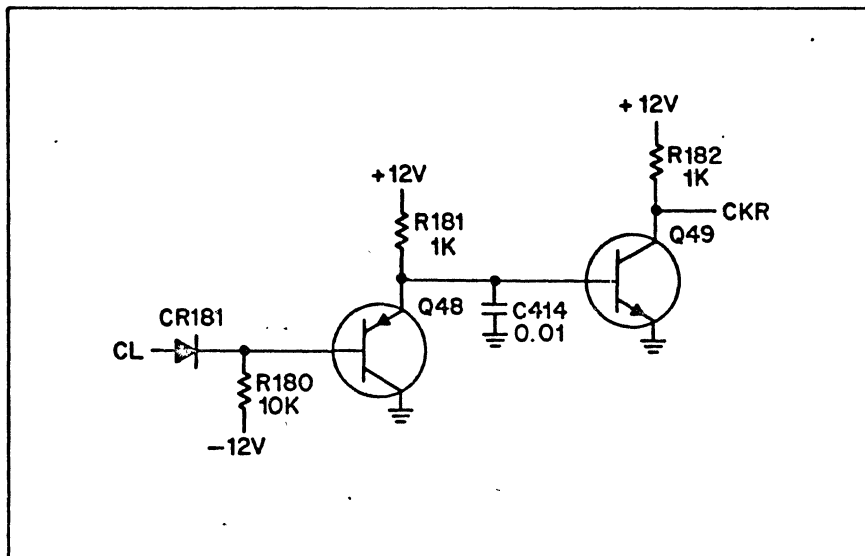 +12V
R182
1K
CKR
Q49
+12V
R181
1K
Q48
C414
0.01
CR181
CL
R180
10K
−12V